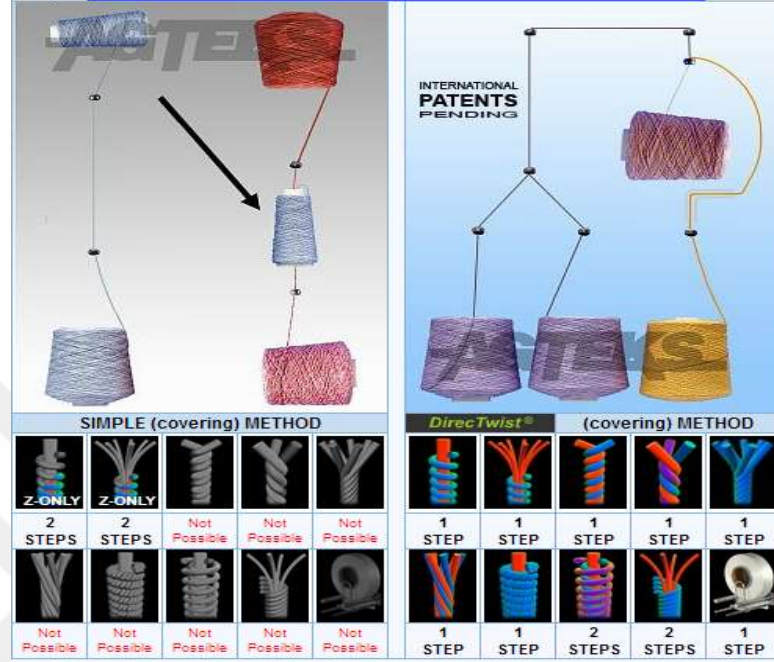 AGTEKS
INTERNATIONAL
PATENTS
PENDING
AGTEKS
SIMPLE (covering) METHOD
Z-ONLY Z-ONLY
2 2 Not Not Not
STEPS STEPS Possible Possible Possible
Not Not Not Not Not
Possible Possible Possible Possible Possible
DirecTwist® (covering) METHOD
1 1 1 1 1
STEP STEP STEP STEP STEP
1 1 2 2 1
STEP STEP STEPS STEPS STEP